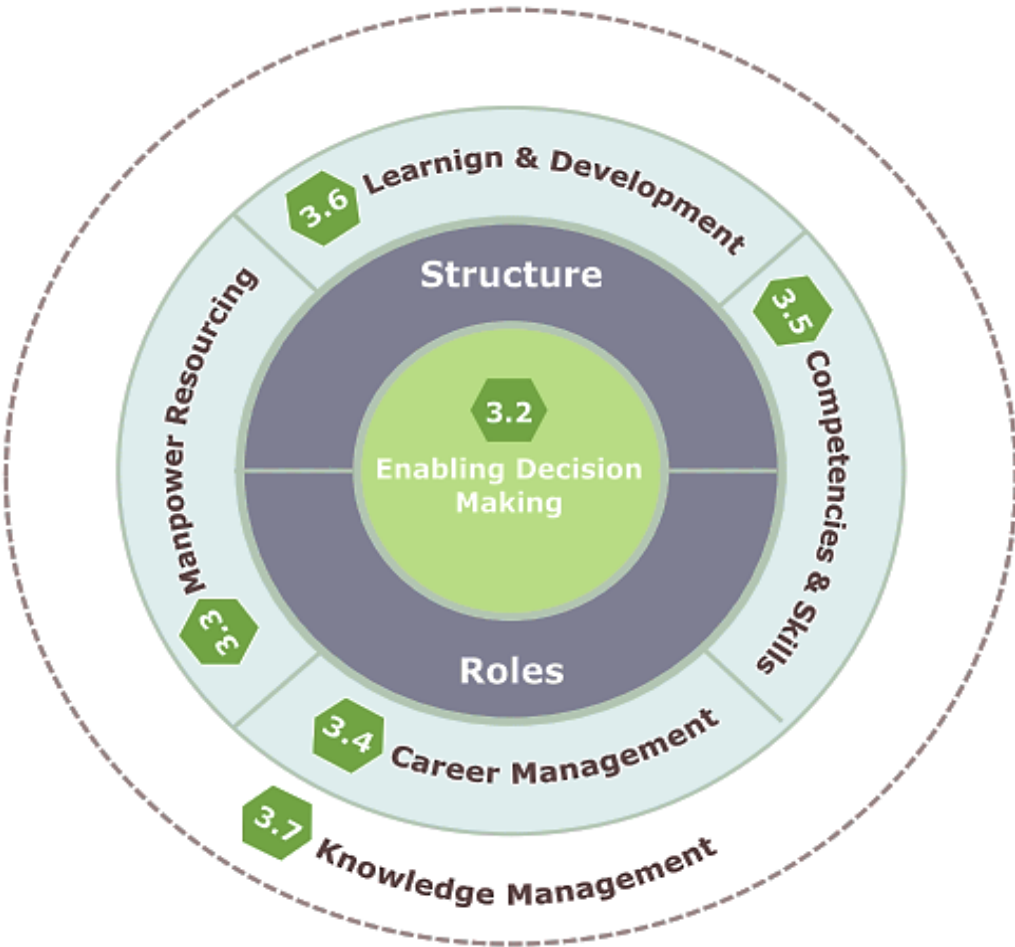 3.6 Learnign & Development
Structure
3.5 Competencies & Skills
3.2
Enabling Decision
Making
3.3 Manpower Resourcing
Roles
3.4 Career Management
3.7 Knowledge Management